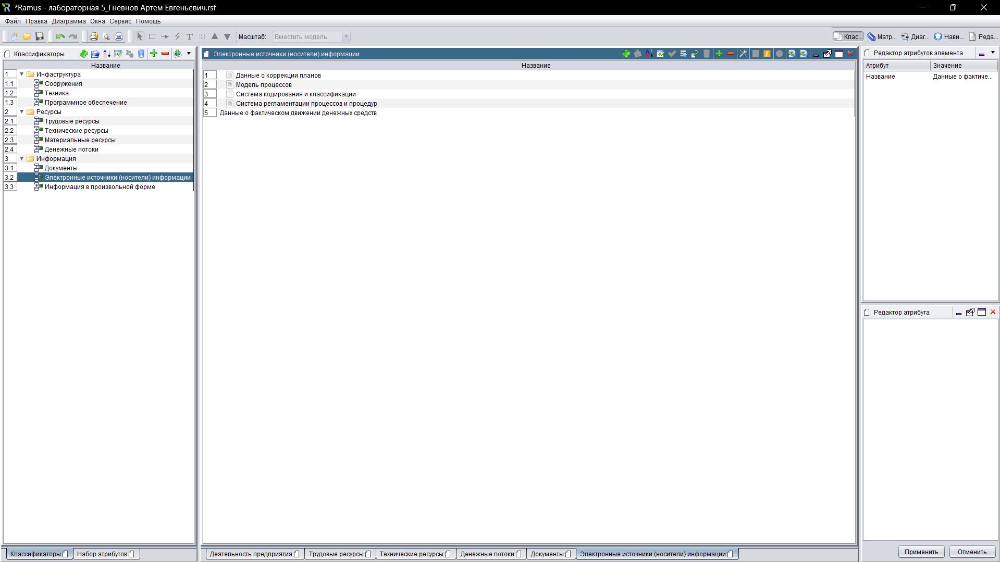 *Ramus - лабораторная 5_Гневнов Артем Евгеньевич.rsf
Файл Правка Диаграмма Окна Сервис Помощь
Масштаб: Вместить модель Клас... Матр... Диаг... Нави... Реда...
Классификаторы
Название
1 Инфаструктура
1.1 Сооружения
1.2 Техника
1.3 Программное обеспечение
2 Ресурсы
2.1 Трудовые ресурсы
2.2 Технические ресурсы
2.3 Материальные ресурсы
2.4 Денежные потоки
3 Информация
3.1 Документы
3.2 Электронные источники (носители) информации
3.3 Информация в произвольной форме
Классификаторы Набор атрибутов
Электронные источники (носители) информации
Название
1 Данные о коррекции планов
2 Модель процессов
3 Система кодирования и классификации
4 Система регламентации процессов и процедур
5 Данные о фактическом движении денежных средств
Деятельность предприятия Трудовые ресурсы Технические ресурсы Денежные потоки Документы Электронные источники (носители) информации
Редактор атрибутов элемента
Атрибут Значение
Название Данные о фактиче...
Редактор атрибута
Применить Отменить